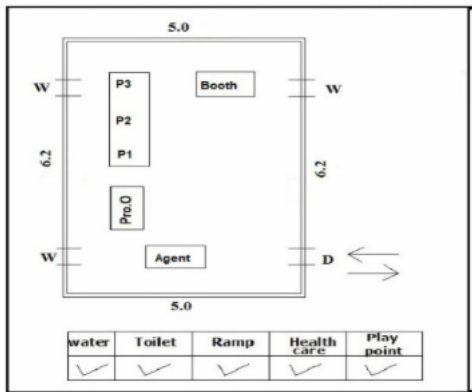 5.0
W
P3
Booth
W
P2
6.2
P1
6.2
Pro.O
W
Agent
D
5.0
water Toilet Ramp Health care Play point